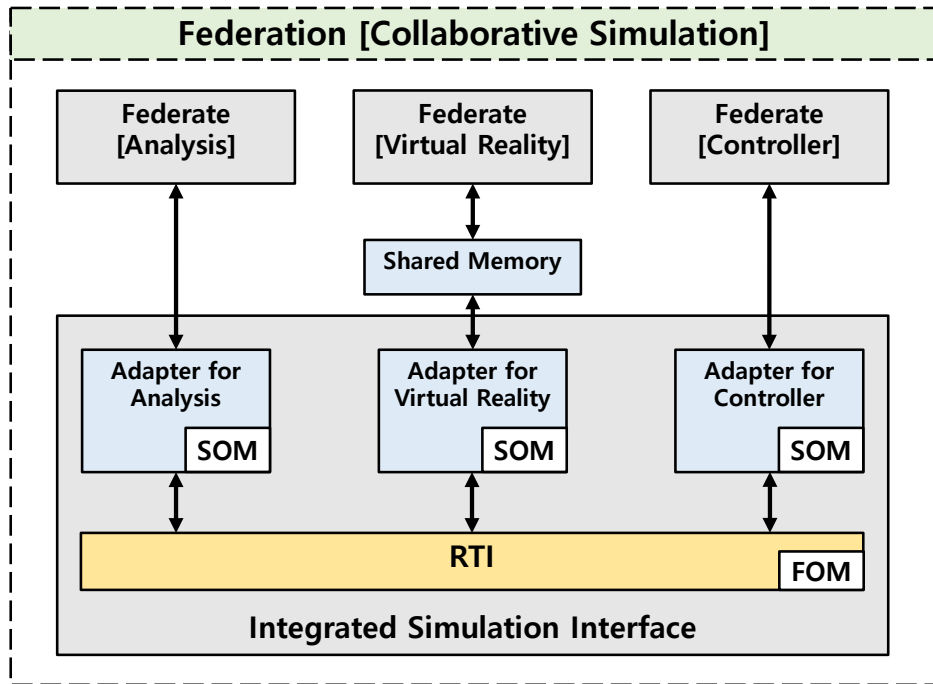 Federation [Collaborative Simulation]
Federate
[Analysis]
Federate
[Virtual Reality]
Federate
[Controller]
Shared Memory
Adapter for
Analysis
SOM
Adapter for
Virtual Reality
SOM
Adapter for
Controller
SOM
RTI
FOM
Integrated Simulation Interface